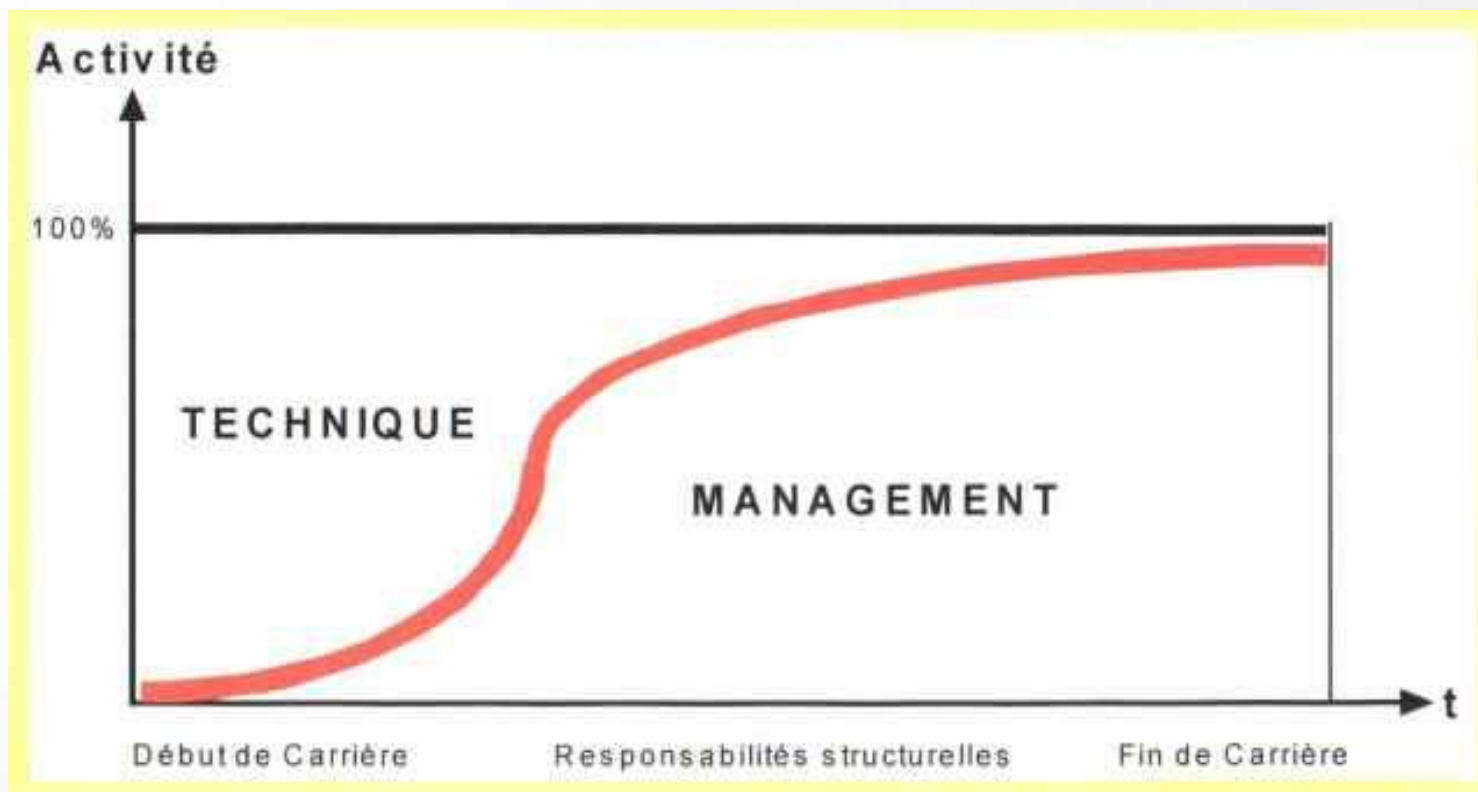 Activité
100%
TECHNIQUE
MANAGEMENT
t
Début de Carrière Responsabilités structurelles Fin de Carrière